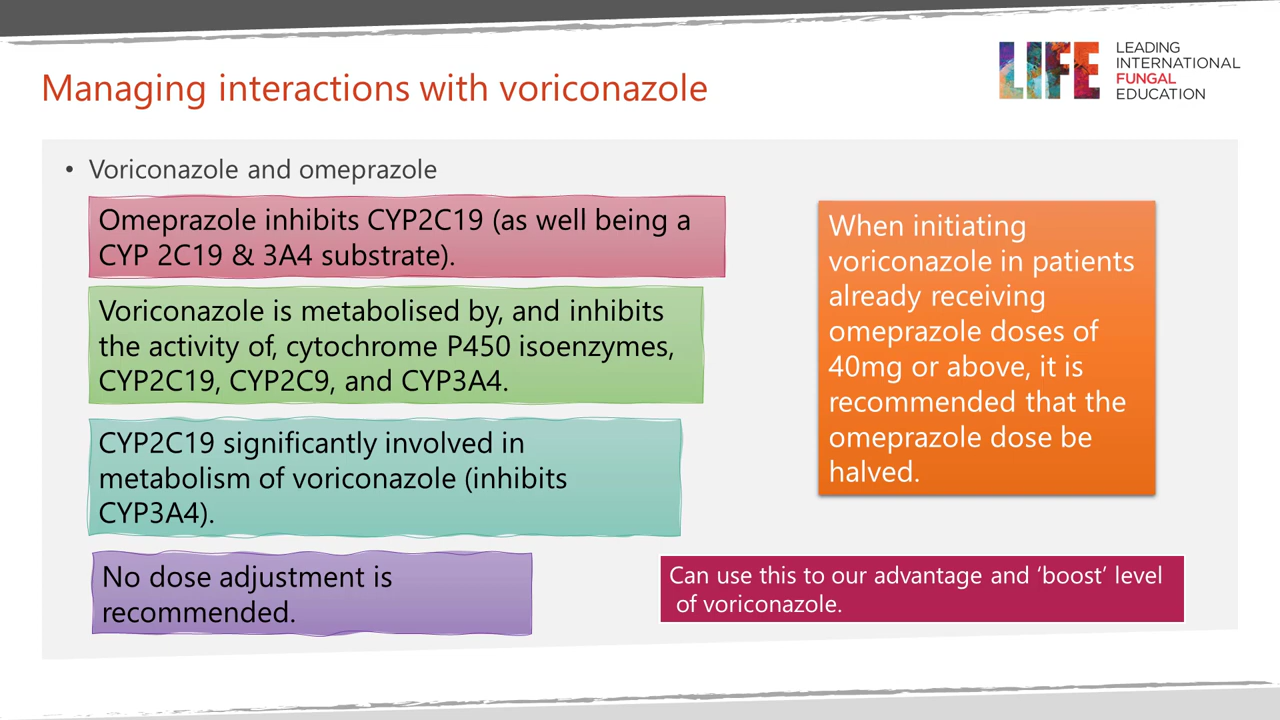 Managing interactions with voriconazole
LIFE
LEADING
INTERNATIONAL
FUNGAL
EDUCATION
• Voriconazole and omeprazole
Omeprazole inhibits CYP2C19 (as well being a
CYP 2C19 & 3A4 substrate).
Voriconazole is metabolised by, and inhibits
the activity of, cytochrome P450 isoenzymes,
CYP2C19, CYP2C9, and CYP3A4.
CYP2C19 significantly involved in
metabolism of voriconazole (inhibits
CYP3A4).
No dose adjustment is
recommended.
When initiating
voriconazole in patients
already receiving
omeprazole doses of
40mg or above, it is
recommended that the
omeprazole dose be
halved.
Can use this to our advantage and ‘boost’ level
of voriconazole.